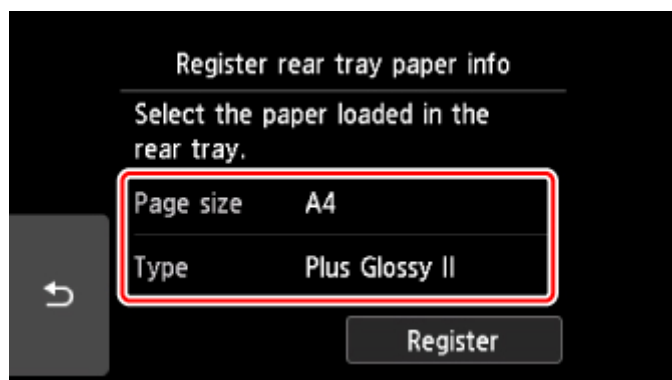 Register rear tray paper info
Select the paper loaded in the
rear tray.
Page size A4
Type Plus Glossy II
Register